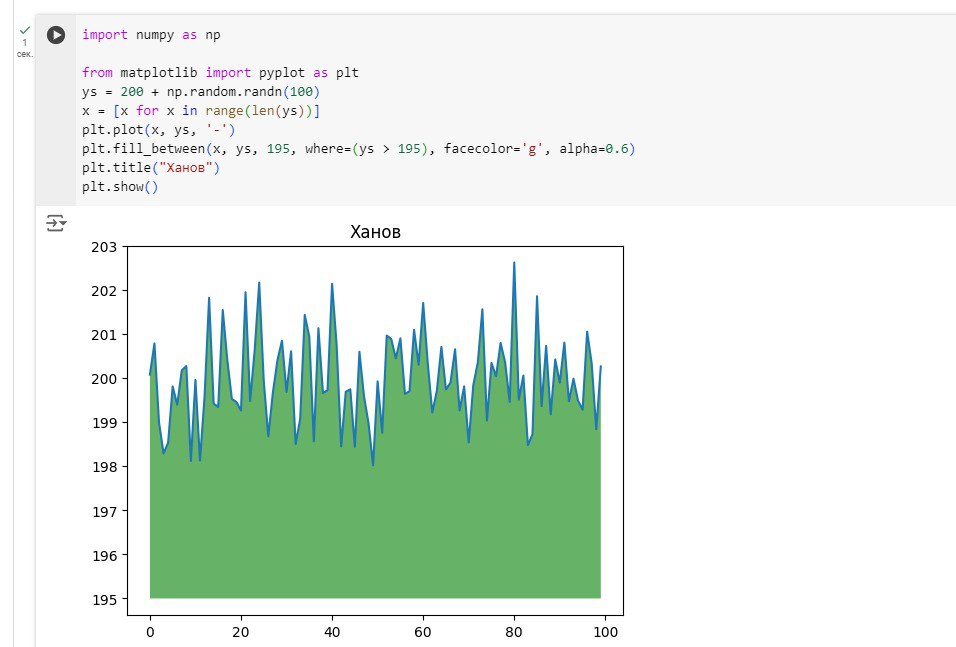 1
сек.
import numpy as np
from matplotlib import pyplot as plt
ys = 200 + np.random.randn(100)
x = [x for x in range(len(ys))]
plt.plot(x, ys, '-')
plt.fill_between(x, ys, 195, where=(ys > 195), facecolor='g', alpha=0.6)
plt.title("Ханов")
plt.show()
Ханов
203
202
201
200
199
198
197
196
195
0 20 40 60 80 100